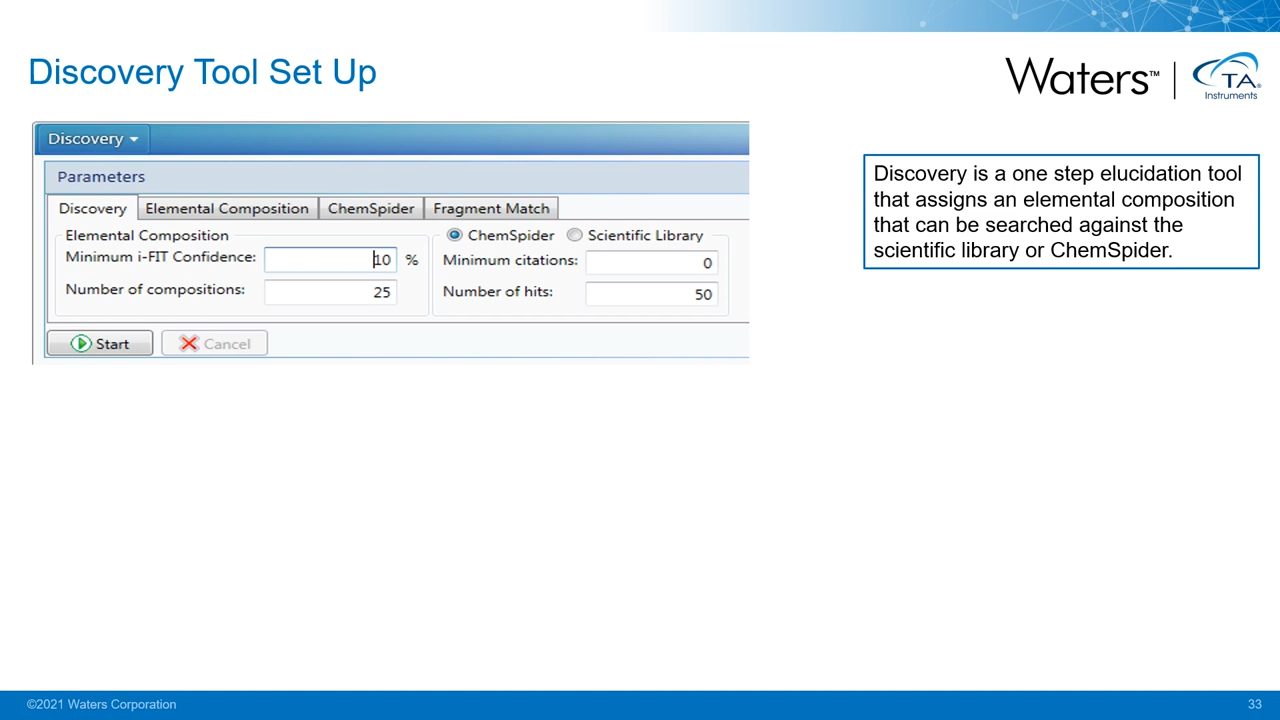 Discovery Tool Set Up
Waters™
TA
Instruments
Discovery
Parameters
Discovery Elemental Composition ChemSpider Fragment Match
Elemental Composition
Minimum i-FIT Confidence: 10 %
Number of compositions: 25
ChemSpider Scientific Library
Minimum citations: 0
Number of hits: 50
Start Cancel
Discovery is a one step elucidation tool
that assigns an elemental composition
that can be searched against the
scientific library or ChemSpider.
©2021 Waters Corporation
33